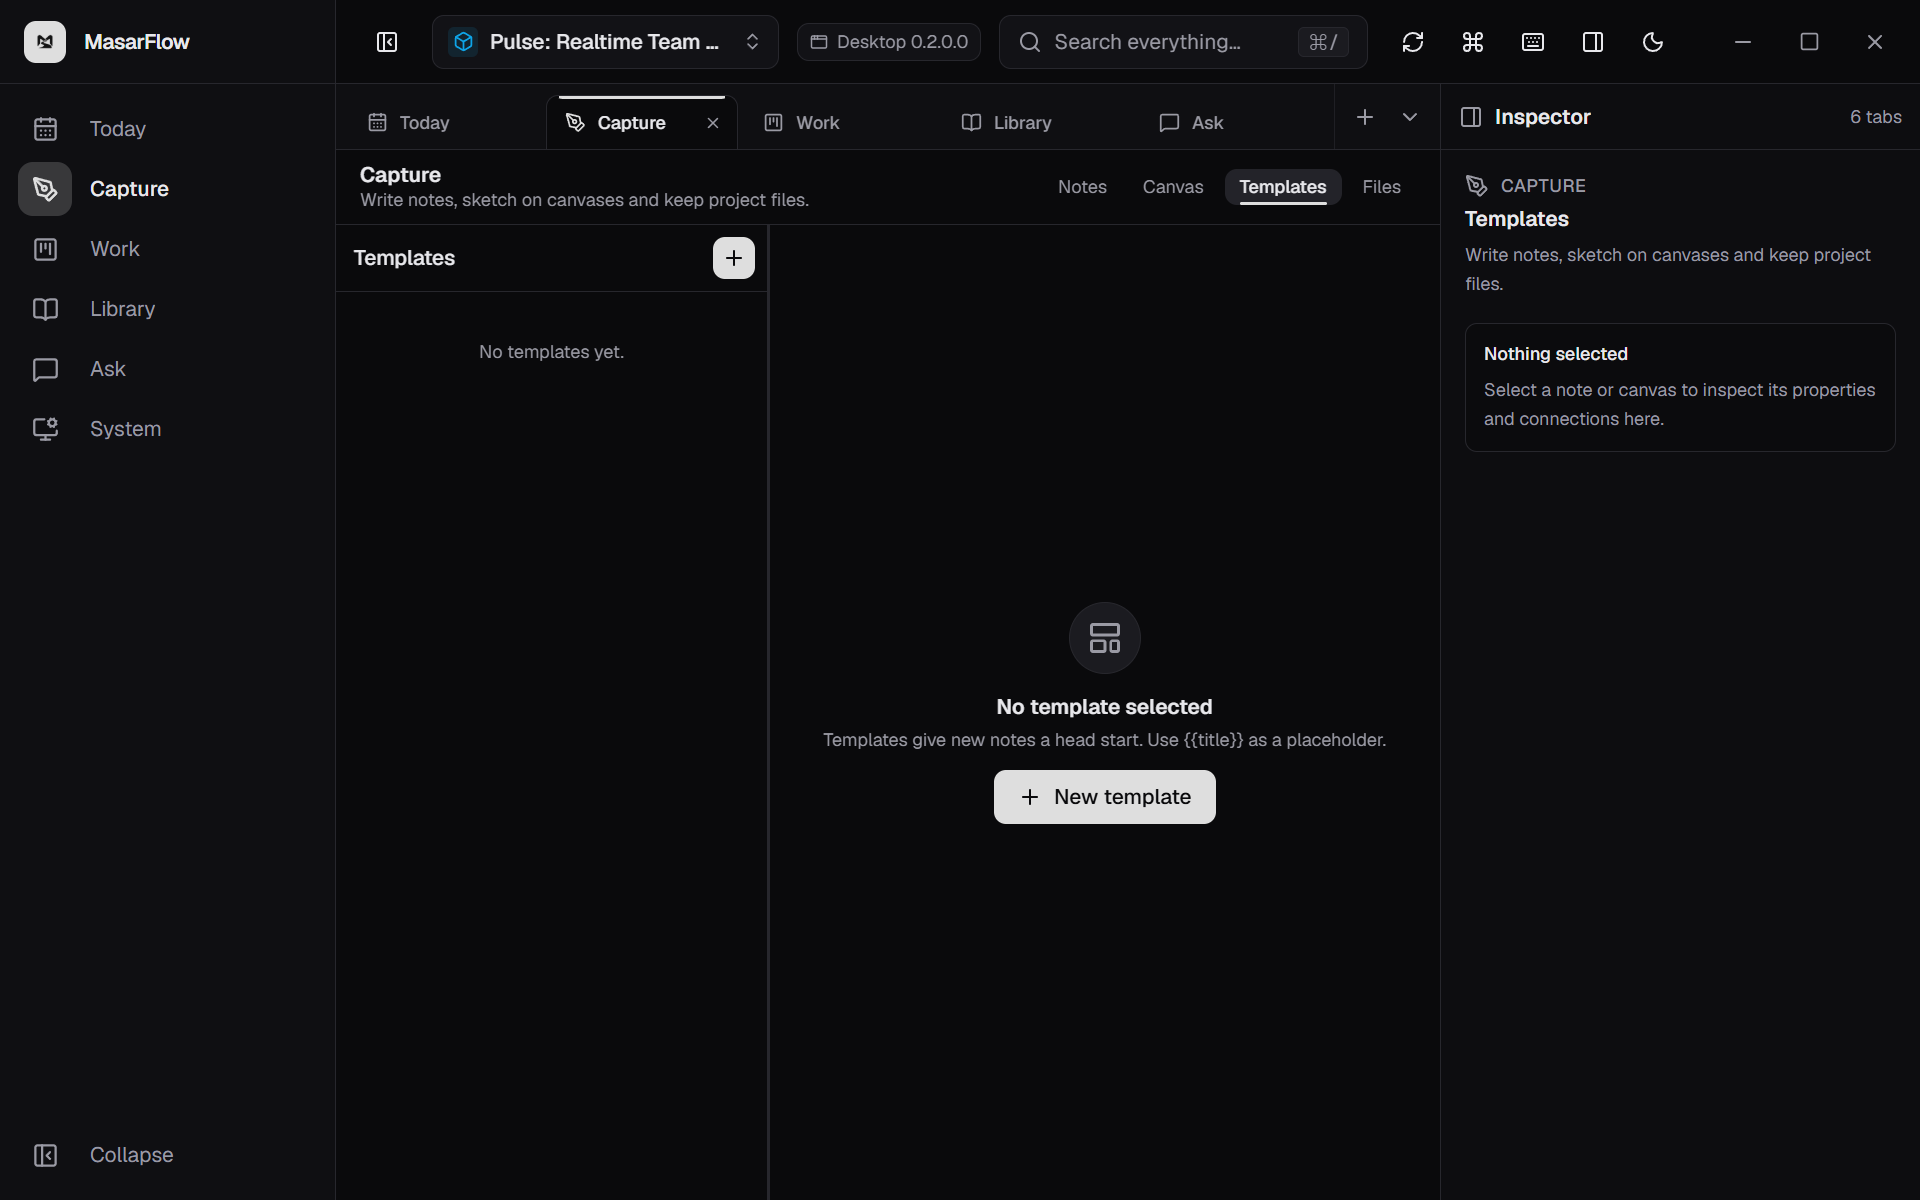 MasarFlow
Pulse: Realtime Team ...
Desktop 0.2.0.0
Search everything...
⌘/
Today
Capture
Work
Library
Ask
System
Collapse
Today
Capture
Work
Library
Ask
Capture
Write notes, sketch on canvases and keep project files.
Notes
Canvas
Templates
Files
Templates
No templates yet.
No template selected
Templates give new notes a head start. Use {{title}} as a placeholder.
New template
Inspector
6 tabs
CAPTURE
Templates
Write notes, sketch on canvases and keep project
files.
Nothing selected
Select a note or canvas to inspect its properties
and connections here.